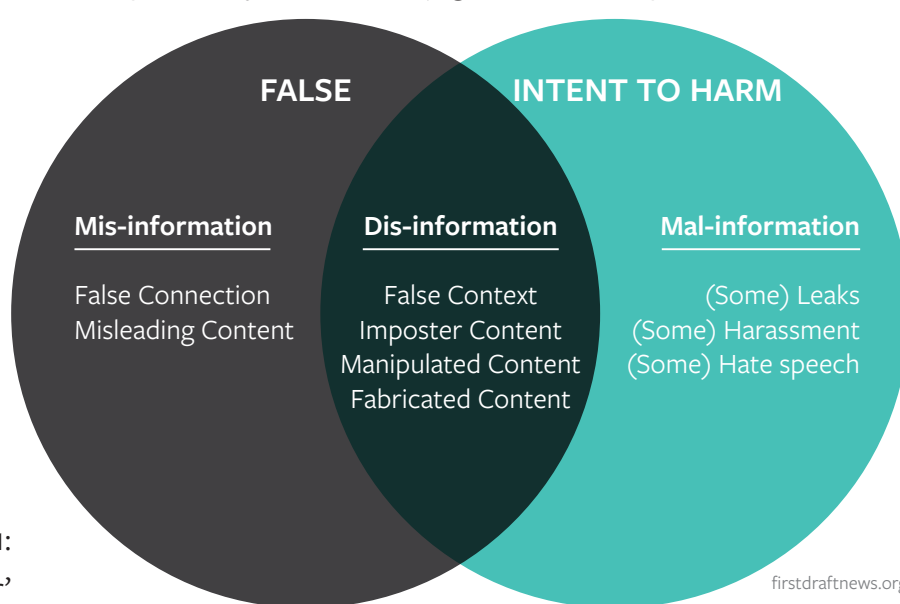 FALSE
INTENT TO HARM
Mis-information
False Connection
Misleading Content
Dis-information
False Context
Imposter Content
Manipulated Content
Fabricated Content
Mal-information
(Some) Leaks
(Some) Harassment
(Some) Hate speech
firstdraftnews.org